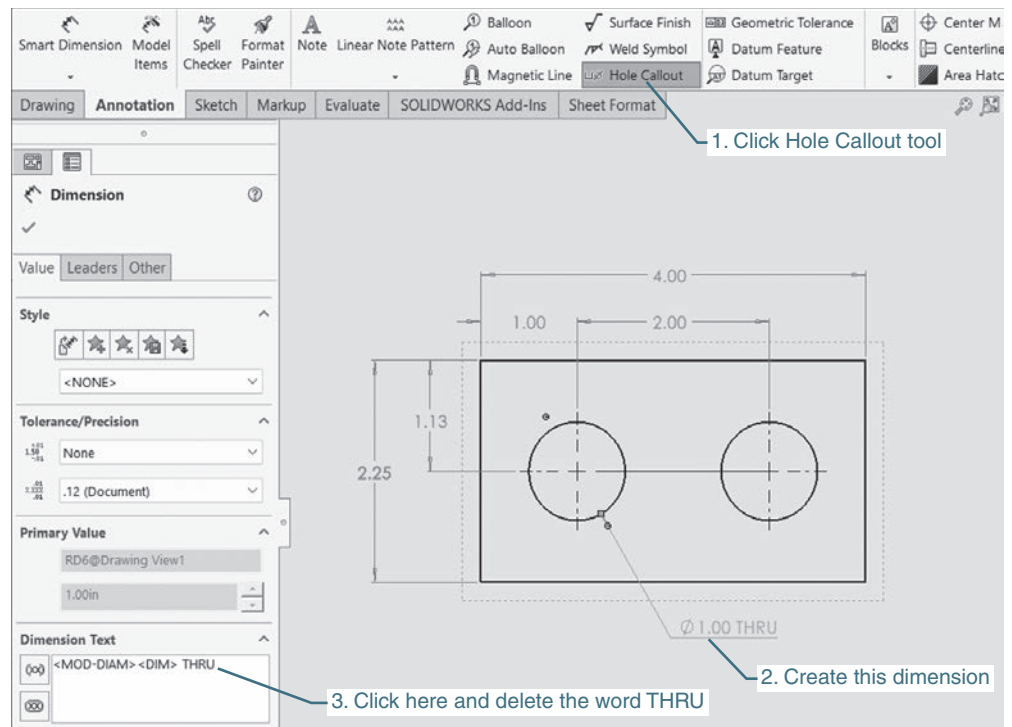 Smart Dimension Model Items Spell Checker Format Painter Note Linear Note Pattern
Balloon
Auto Balloon
Magnetic Line
Surface Finish
Weld Symbol
Hole Callout
Geometric Tolerance
Datum Feature
Datum Target
Blocks
Center M
Centerline
Area Hatc
Drawing Annotation Sketch Markup Evaluate SOLIDWORKS Add-Ins Sheet Format
1. Click Hole Callout tool
Dimension
Value Leaders Other
Style
<NONE>
Tolerance/Precision
None
.12 (Document)
Primary Value
RD6@Drawing View1
1.00in
Dimension Text
<MOD-DIAM><DIM> THRU
4.00
1.00
2.00
1.13
2.25
∅1.00 THRU
2. Create this dimension
3. Click here and delete the word THRU